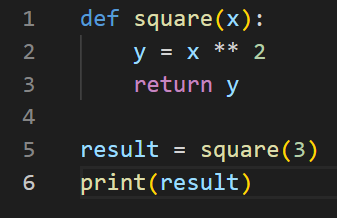 1 def square(x):
2     y = x ** 2
3     return y
4
5 result = square(3)
6 print(result)